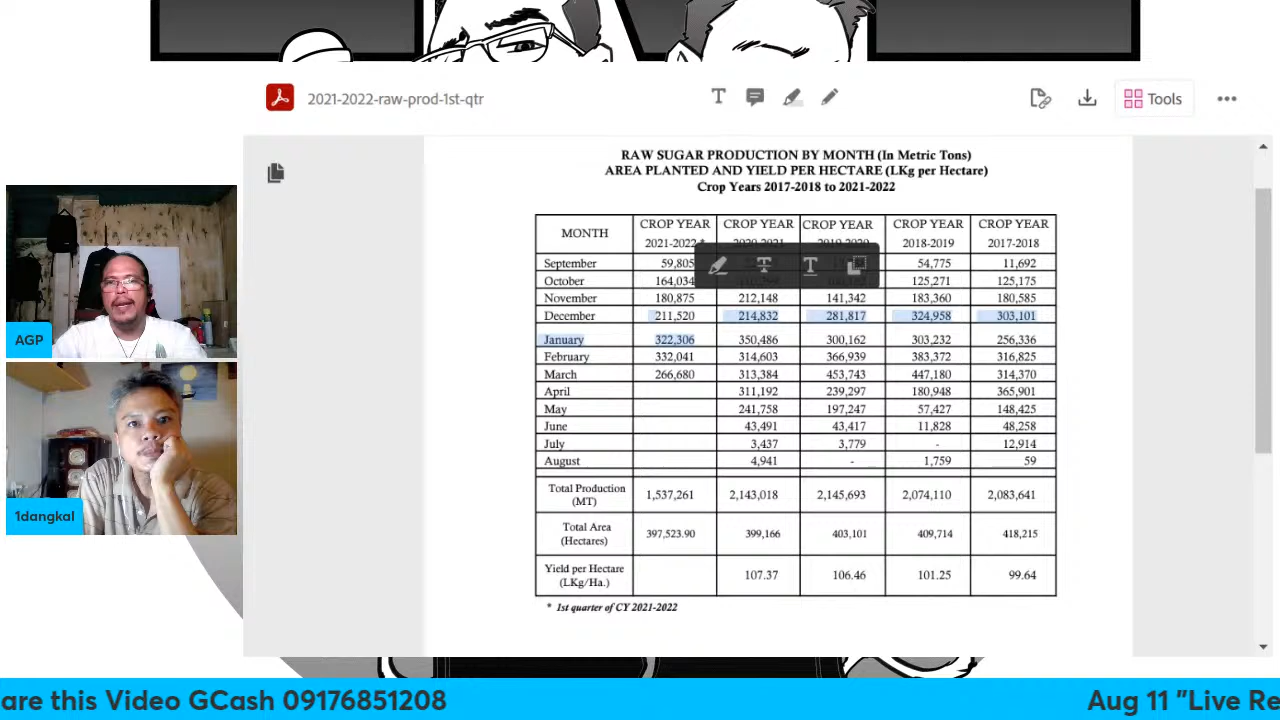 2021-2022-raw-prod-1st-qtr
Tools
RAW SUGAR PRODUCTION BY MONTH (In Metric Tons)
AREA PLANTED AND YIELD PER HECTARE (LKg per Hectare)
Crop Years 2017-2018 to 2021-2022
MONTH CROP YEAR 2021-2022 * CROP YEAR 2020-2021 CROP YEAR 2019-2020 CROP YEAR 2018-2019 CROP YEAR 2017-2018
September 59,805 54,775 11,692
October 164,034 125,271 125,175
November 180,875 212,148 141,342 183,360 180,585
December 211,520 214,832 281,817 324,958 303,101
January 322,306 350,486 300,162 303,232 256,336
February 332,041 314,603 366,939 383,372 316,825
March 266,680 313,384 453,743 447,180 314,370
April 311,192 239,297 180,948 365,901
May 241,758 197,247 57,427 148,425
June 43,491 43,417 11,828 48,258
July 3,437 3,779 - 12,914
August 4,941 - 1,759 59
Total Production (MT) 1,537,261 2,143,018 2,145,693 2,074,110 2,083,641
Total Area (Hectares) 397,523.90 399,166 403,101 409,714 418,215
Yield per Hectare (LKg/Ha.) 107.37 106.46 101.25 99.64
* 1st quarter of CY 2021-2022
AGP
1dangkal
are this Video GCash 09176851208 Aug 11 "Live Re